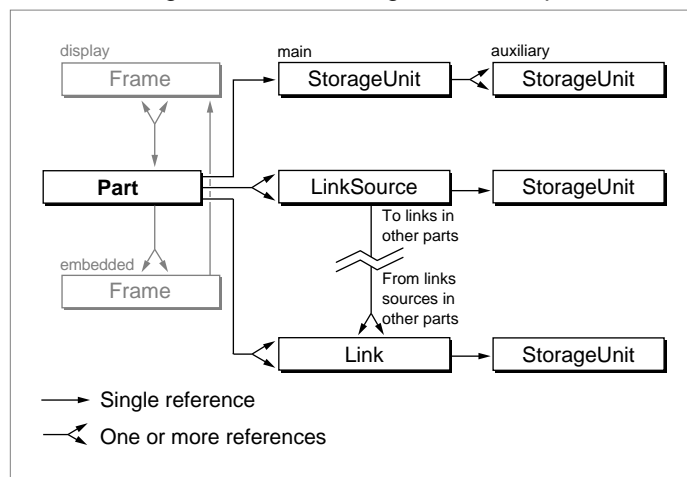 display
main
auxiliary
Frame
StorageUnit
StorageUnit
Part
LinkSource
StorageUnit
To links in
other parts
embedded
Frame
From links
sources in
other parts
Link
StorageUnit
Single reference
One or more references